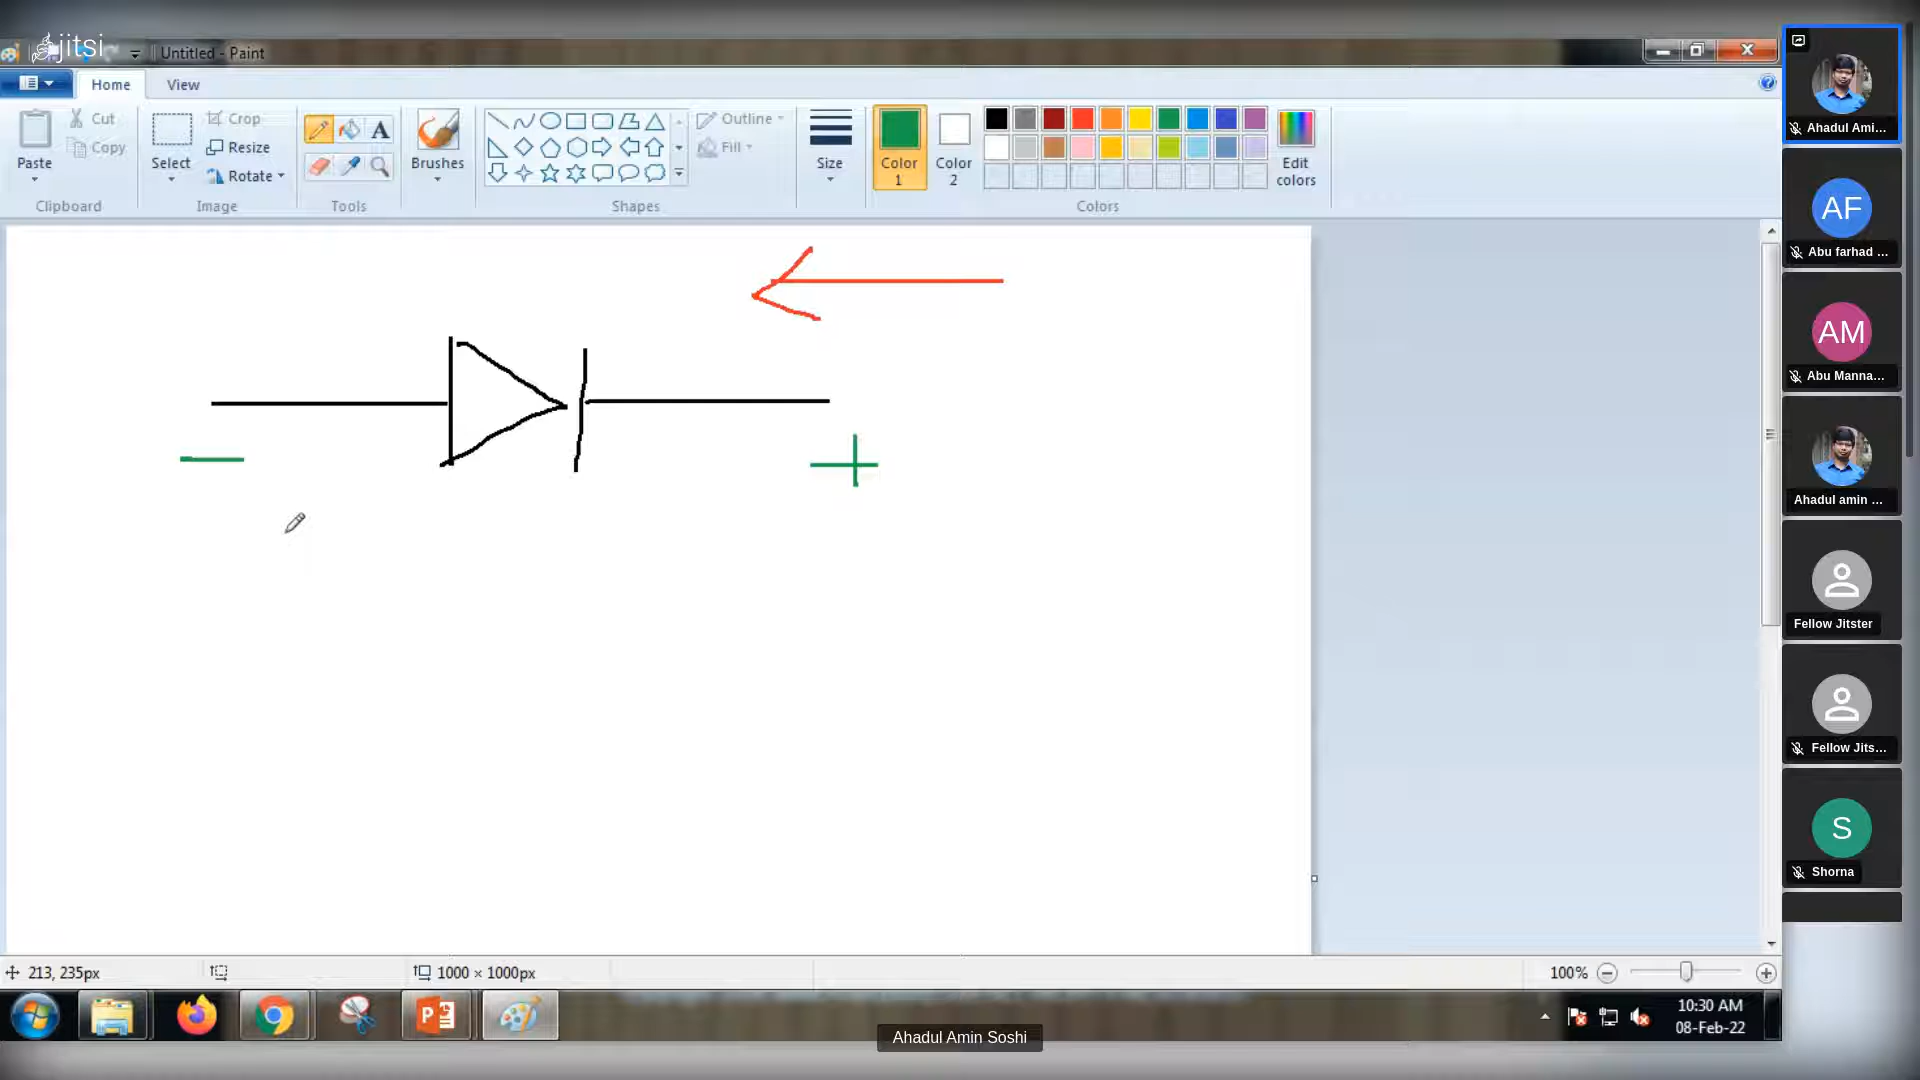 jitsi
Untitled - Paint
Home
View
Paste
Cut
Copy
Clipboard
Select
Crop
Resize
Rotate
Image
A
Tools
Brushes
Shapes
Outline
Fill
Size
Color
1
Color
2
Edit
colors
Colors
+
213, 235px
1000 × 1000px
100%
10:30 AM
08-Feb-22
Ahadul Amin Soshi
Ahadul Ami...
AF
Abu farhad ...
AM
Abu Manna...
Ahadul amin ...
Fellow Jitster
Fellow Jits...
S
Shorna